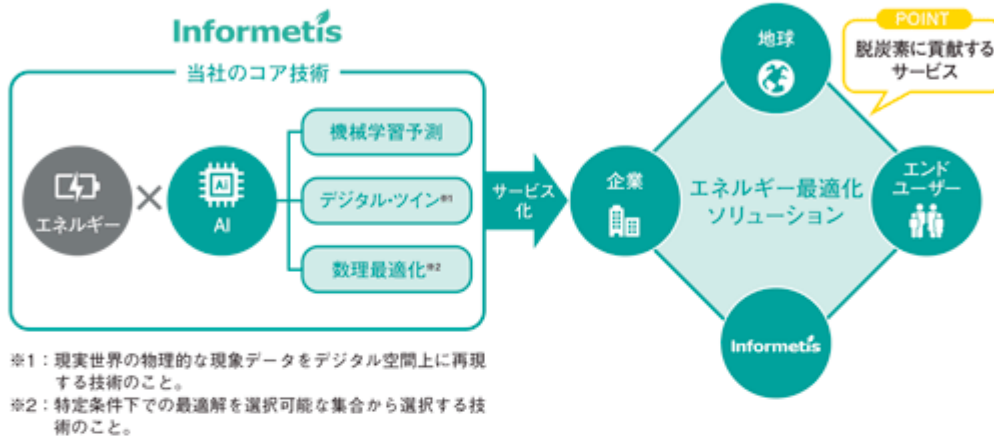 Informetis
当社のコア技術
エネルギー
×
AI
AI
機械学習予測
デジタル・ツイン※1
数理最適化※2
サービス
化
地球
企業
エネルギー最適化
ソリューション
エンド
ユーザー
Informetis
POINT
脱炭素に貢献する
サービス
※1：現実世界の物理的な現象データをデジタル空間上に再現
する技術のこと。
※2：特定条件下での最適解を選択可能な集合から選択する技
術のこと。